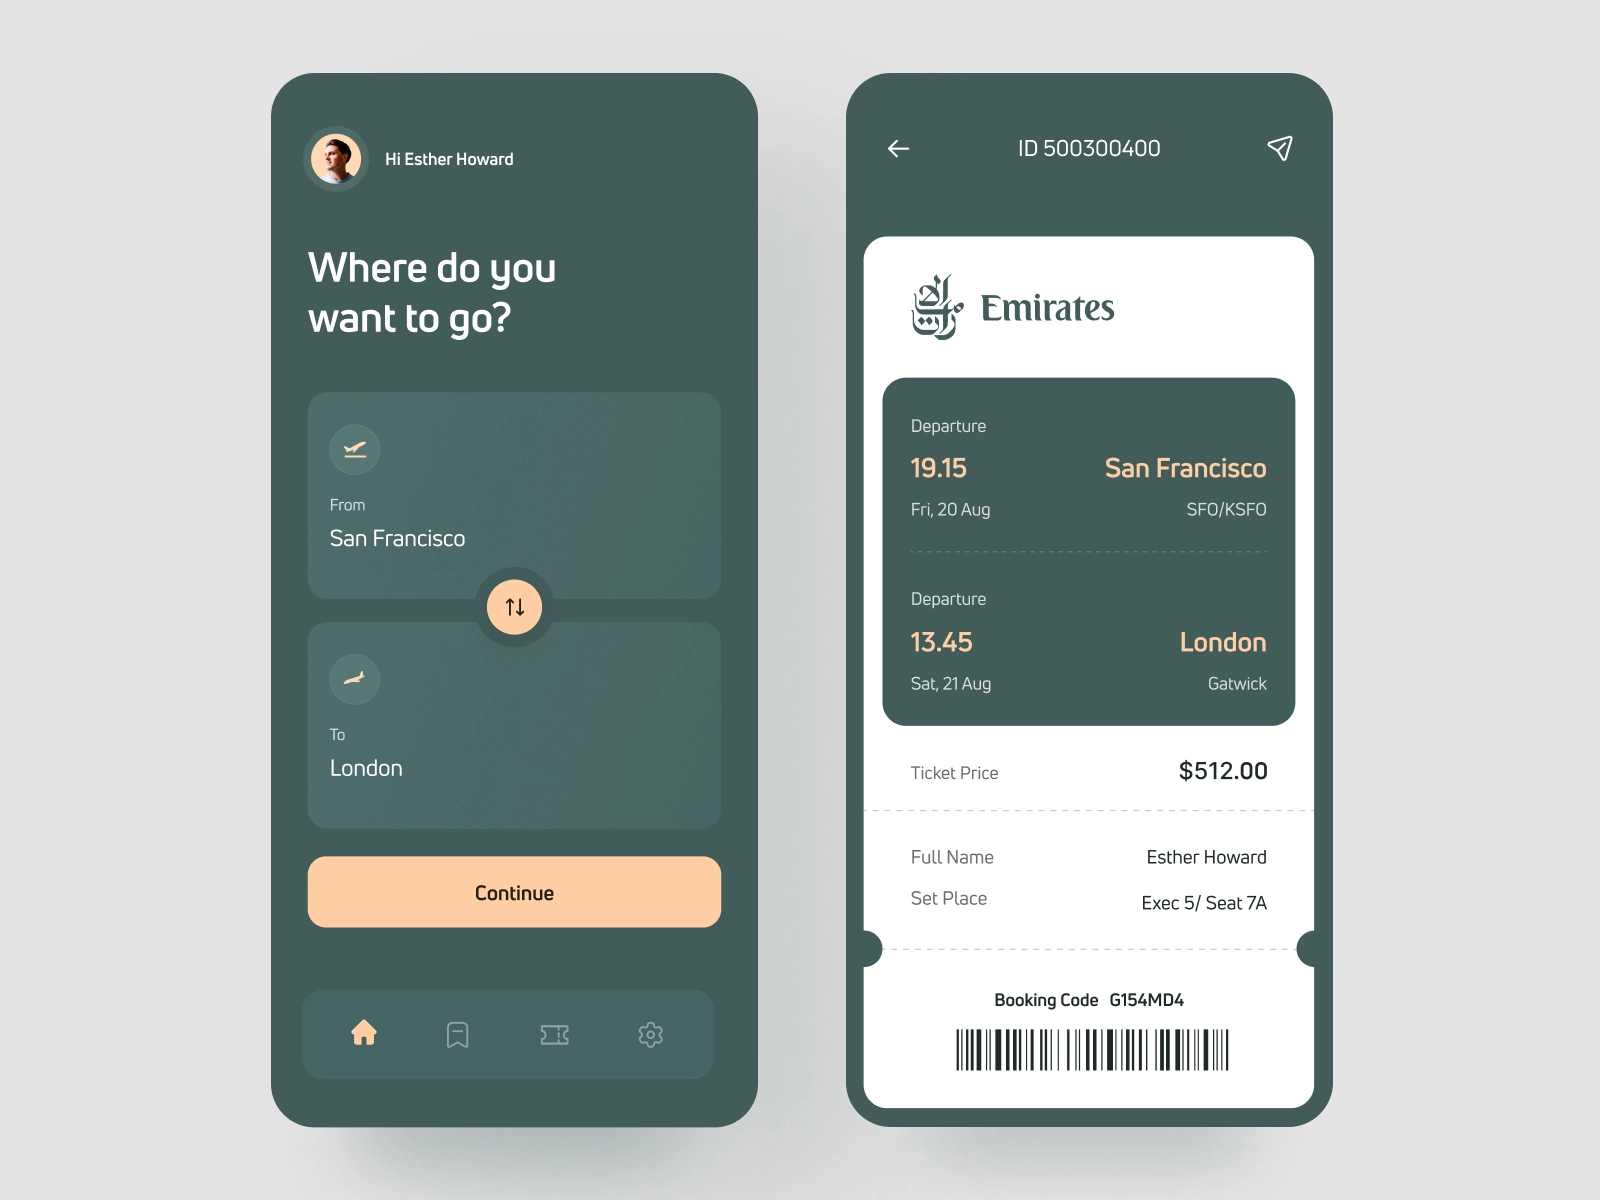 Hi Esther Howard
Where do you
want to go?
From
San Francisco
To
London
Continue
ID 500300400
Emirates
Departure
19.15 San Francisco
Fri, 20 Aug SFO/KSFO
Departure
13.45 London
Sat, 21 Aug Gatwick
Ticket Price $512.00
Full Name Esther Howard
Set Place Exec 5/ Seat 7A
Booking Code G154MD4